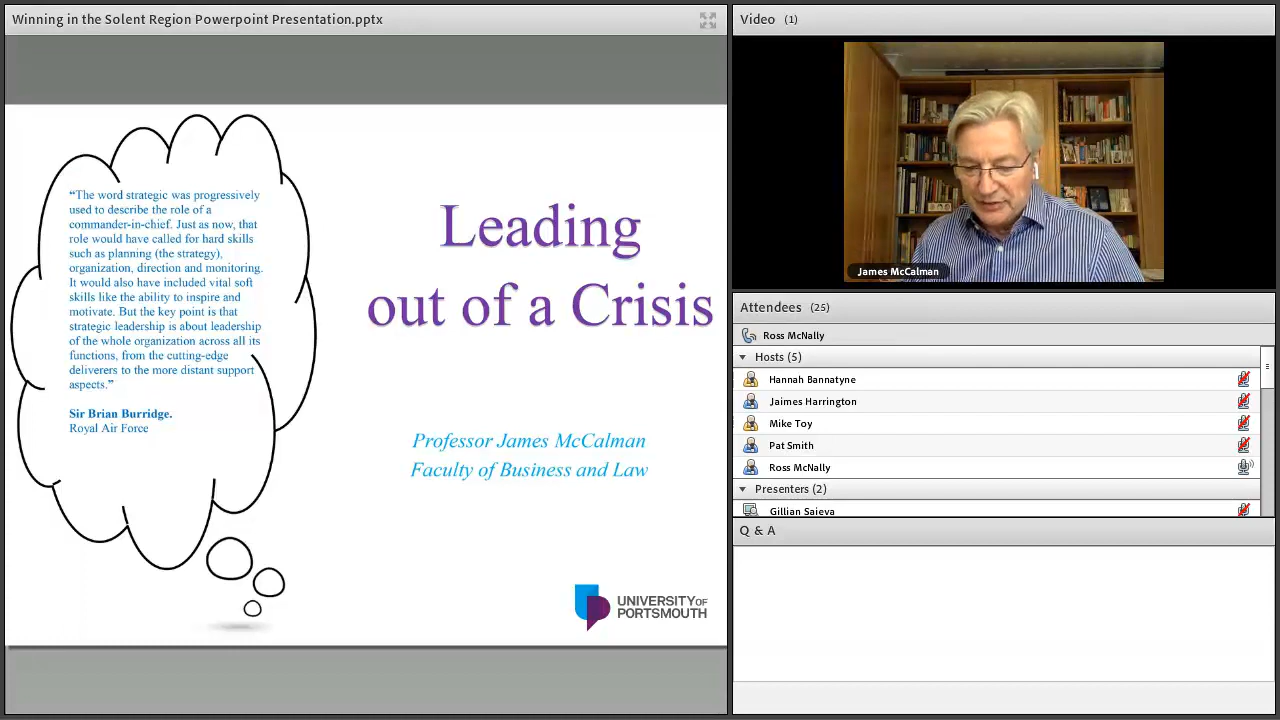 Winning in the Solent Region Powerpoint Presentation.pptx
“The word strategic was progressively
used to describe the role of a
commander-in-chief. Just as now, that
role would have called for hard skills
such as planning (the strategy),
organization, direction and monitoring.
It would also have included vital soft
skills like the ability to inspire and
motivate. But the key point is that
strategic leadership is about leadership
of the whole organization across all its
functions, from the cutting-edge
deliverers to the more distant support
aspects.”
Sir Brian Burridge.
Royal Air Force
Leading
out of a Crisis
Professor James McCalman
Faculty of Business and Law
UNIVERSITY OF
PORTSMOUTH
Video (1)
James McCalman
Attendees (25)
Ross McNally
Hosts (5)
Hannah Bannatyne
Jaimes Harrington
Mike Toy
Pat Smith
Ross McNally
Presenters (2)
Gillian Saieva
Q & A